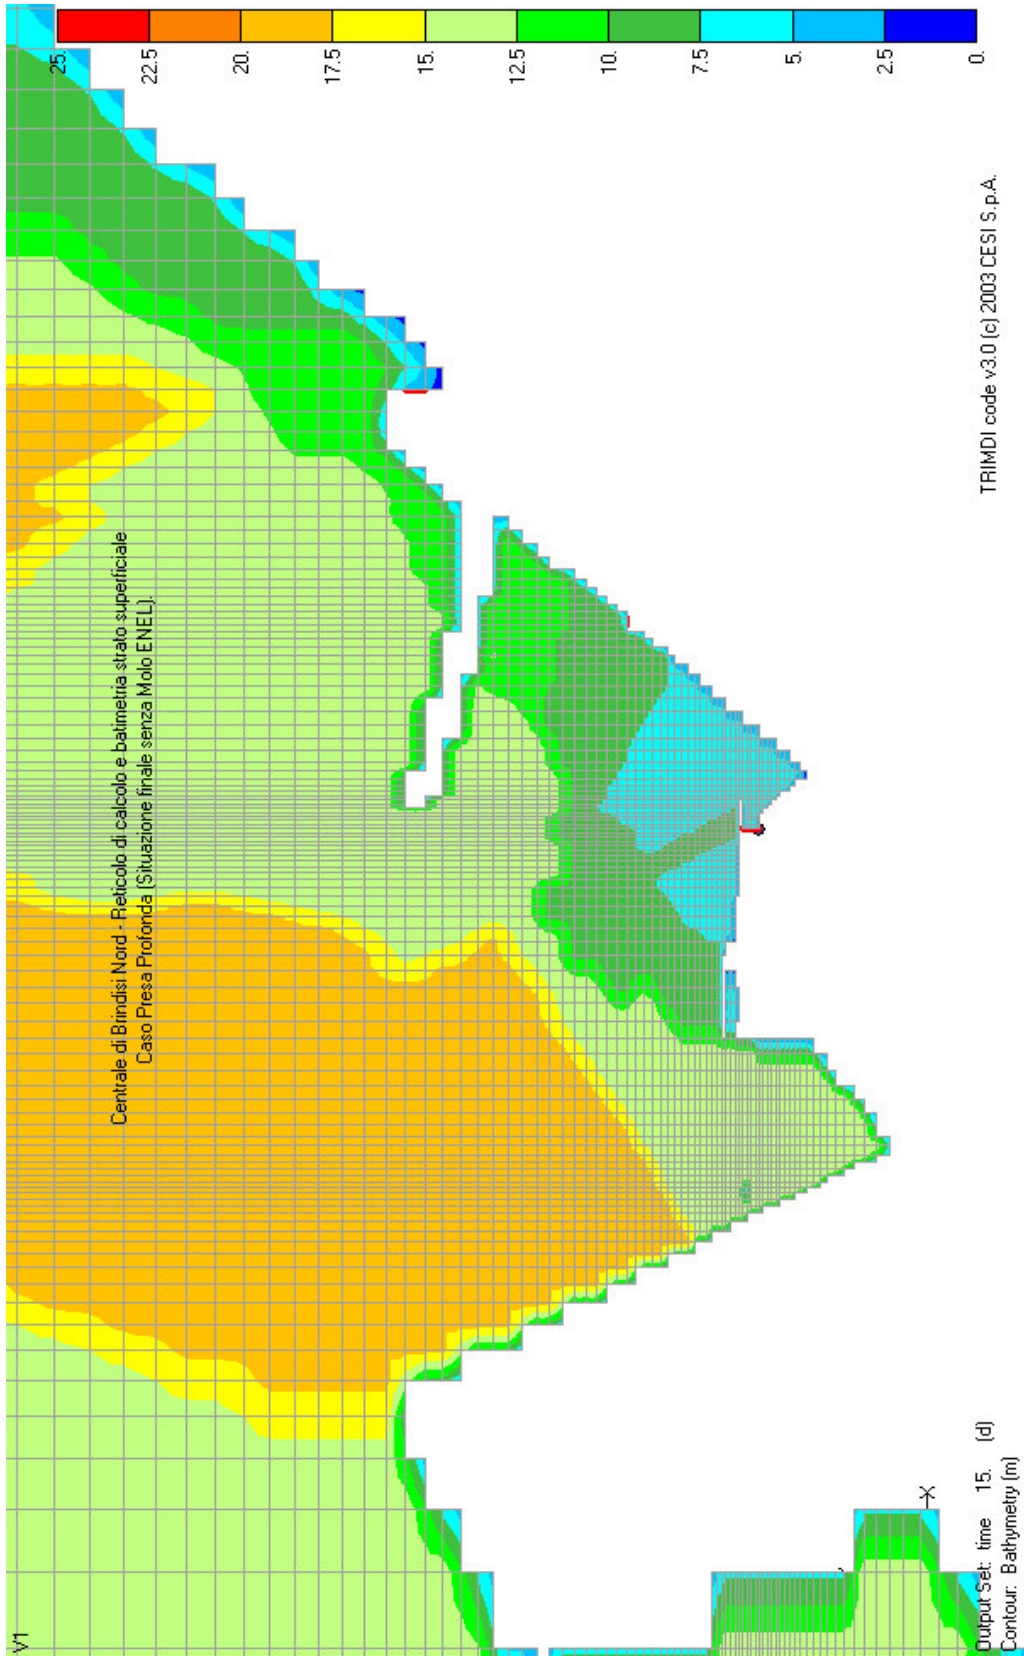 V1
Centrale di Brindisi Nord - Reticolo di calcolo e batimetria strato superficiale
Caso Presa Profonda (Situazione finale senza Molo ENEL).
25.
22.5
20.
17.5
15.
12.5
10.
7.5
5.
2.5
0.
X
Output Set: time 15. (d)
Contour: Bathymetry (m)
TRIMDI code v3.0 (c) 2003 CESI S.p.A.